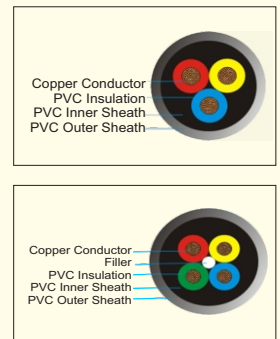 Copper Conductor
PVC Insulation
PVC Inner Sheath
PVC Outer Sheath
Copper Conductor
Filler
PVC Insulation
PVC Inner Sheath
PVC Outer Sheath